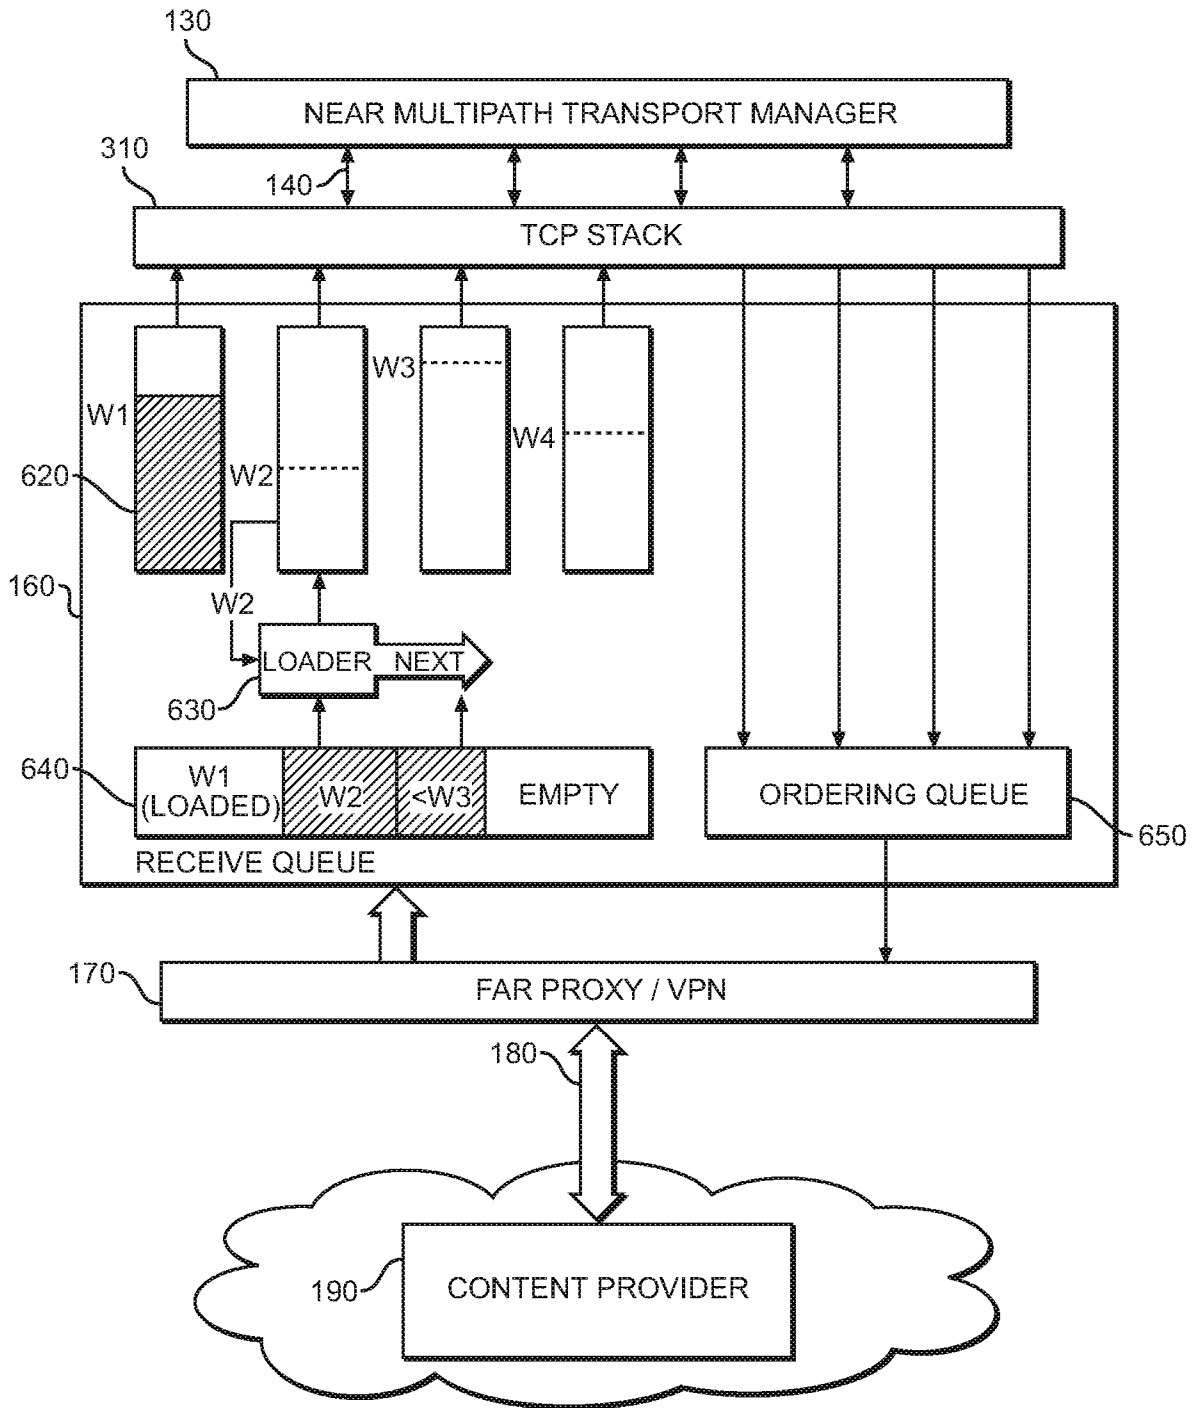 130
NEAR MULTIPATH TRANSPORT MANAGER
310
140
TCP STACK
W1
W2
W3
W4
620
160
W2
LOADER
NEXT
630
640
W1
(LOADED)
W2
<W3
EMPTY
ORDERING QUEUE
650
RECEIVE QUEUE
170
FAR PROXY / VPN
180
190
CONTENT PROVIDER